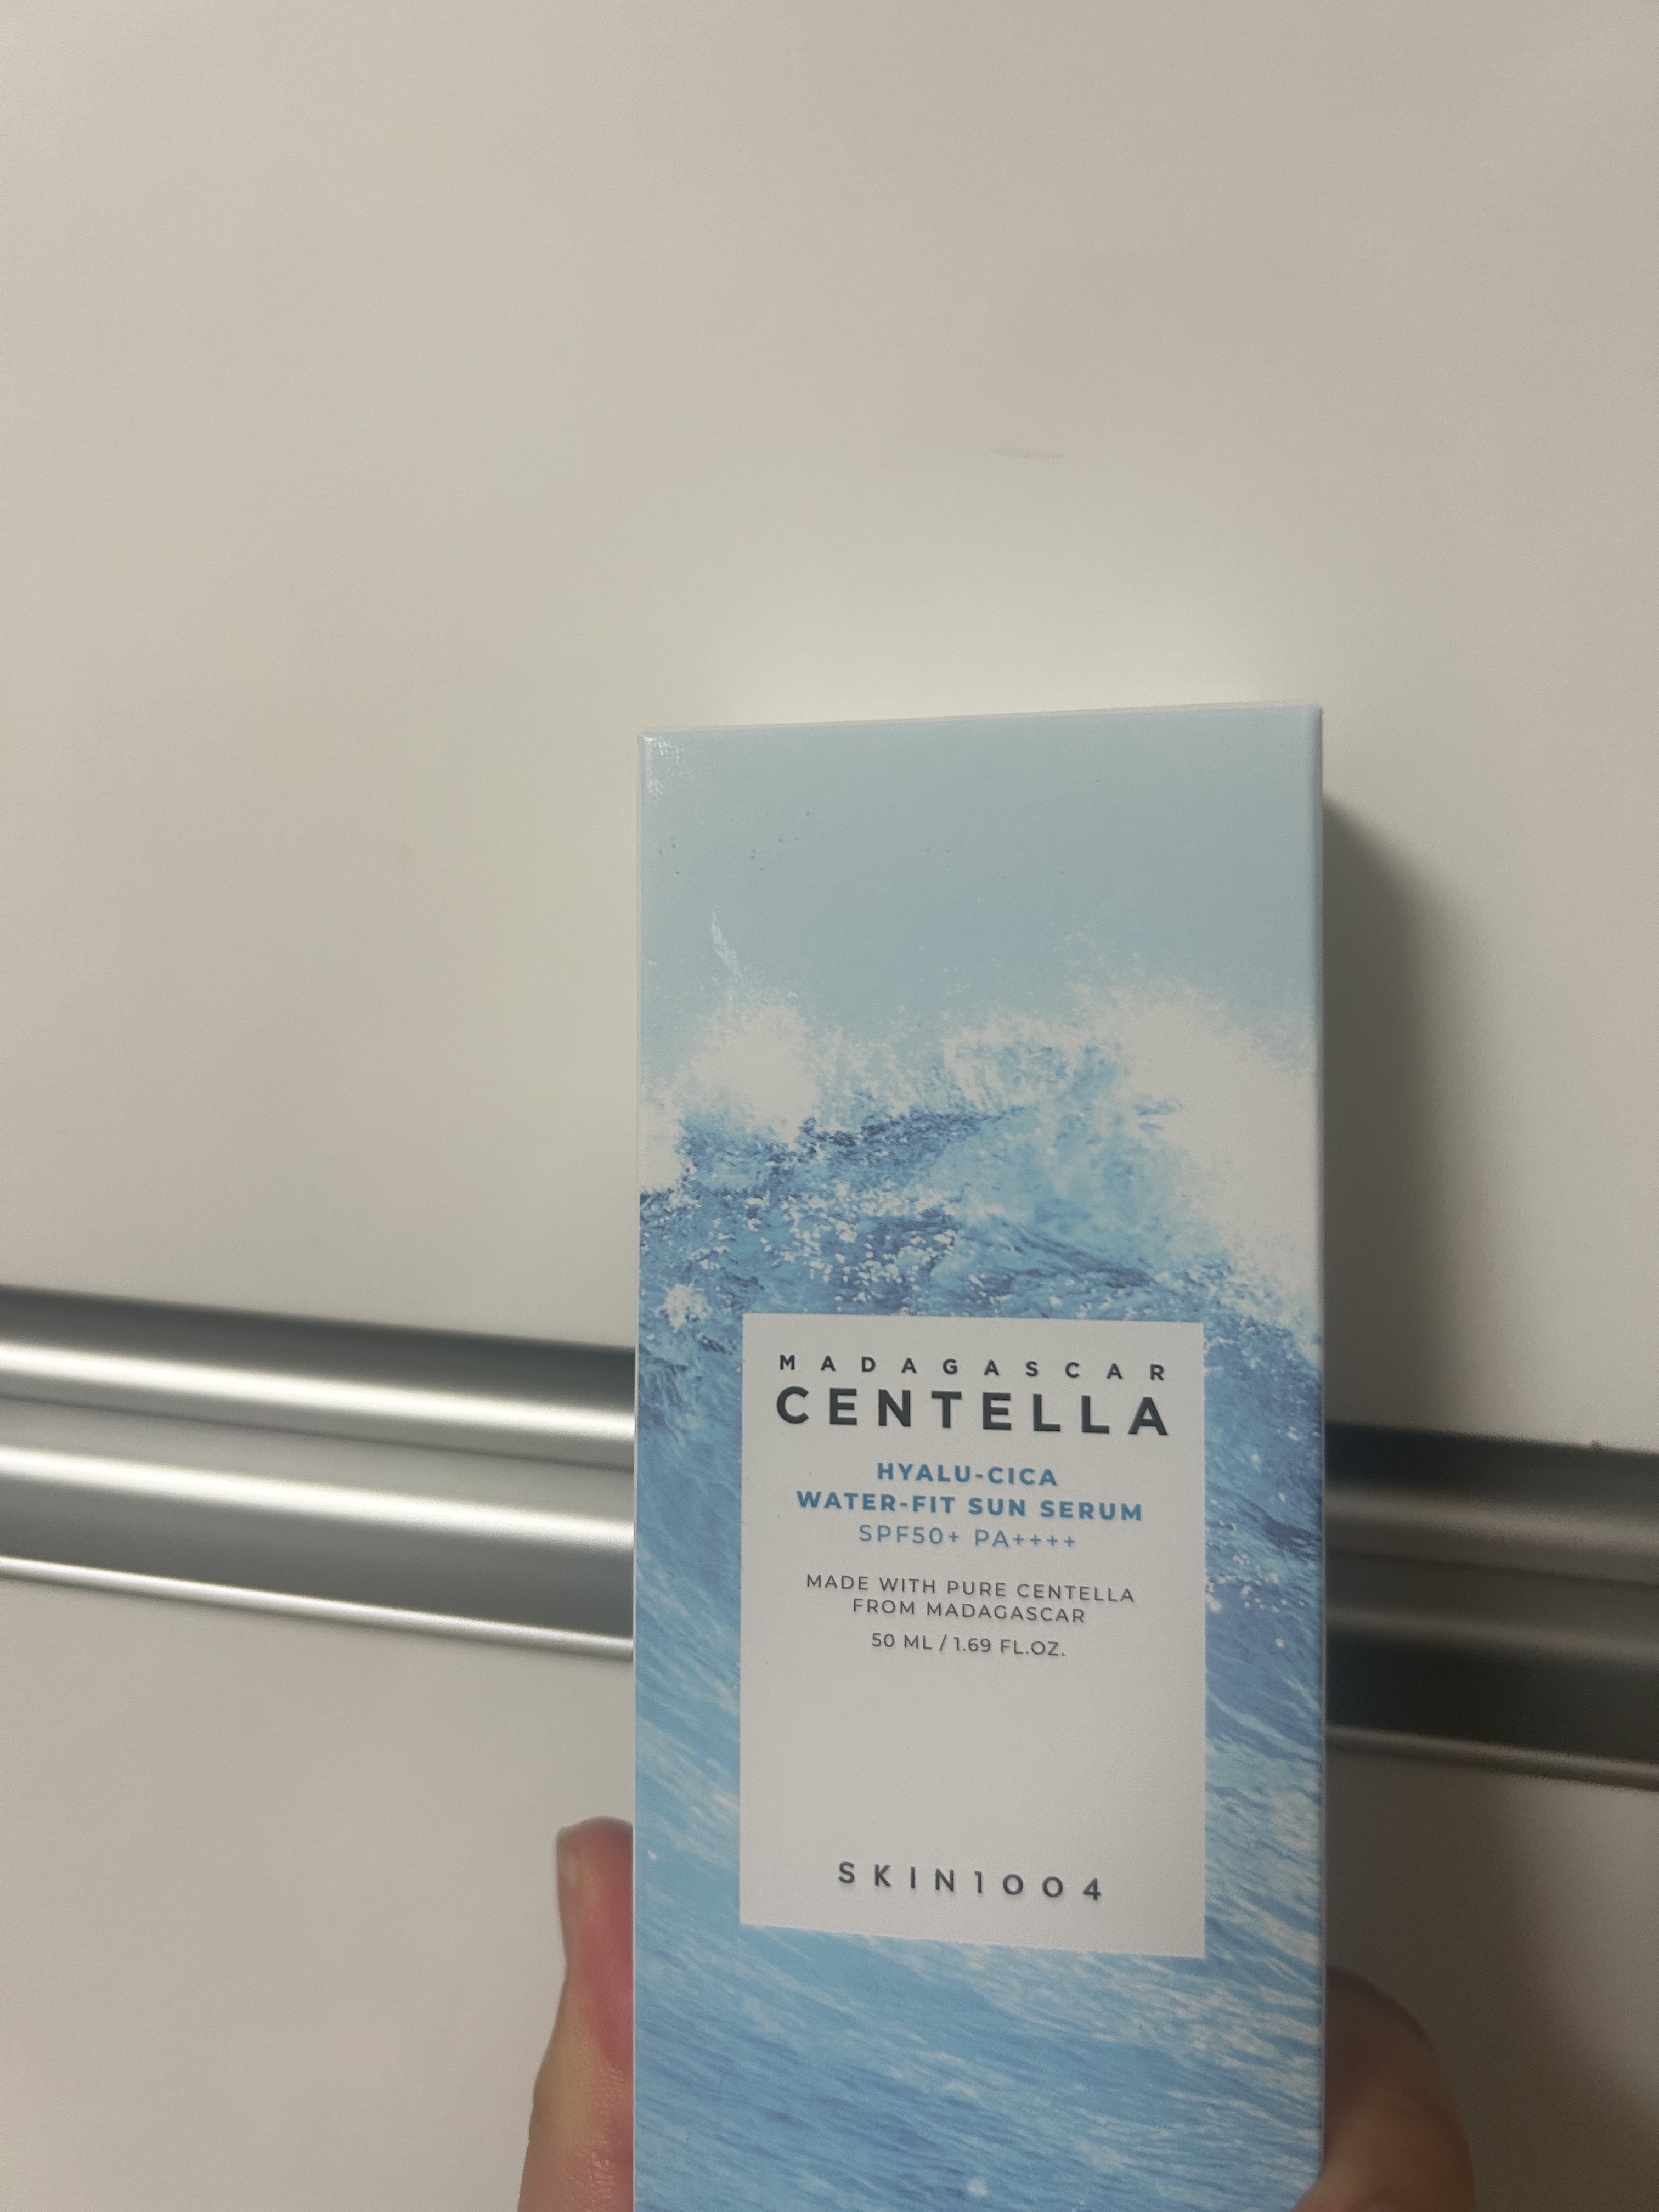 MADAGASCAR
CENTELLA
HYALU-CICA
WATER-FIT SUN SERUM
SPF50+ PA++++
MADE WITH PURE CENTELLA
FROM MADAGASCAR
50 ML / 1.69 FL.OZ.
SKIN1004